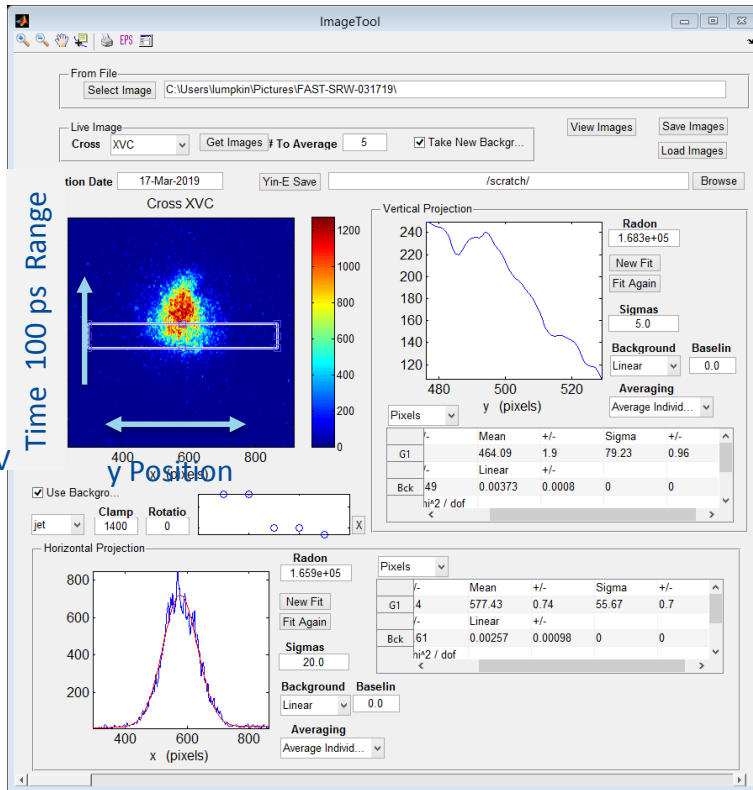 ImageTool
EPS
From File
Select Image C:\Users\lumpkin\Pictures\FAST-SRW-031719\
Live Image
Cross XVC Get Images # To Average 5 Take New Backgr...
View Images Save Images
Load Images
tion Date 17-Mar-2019 Yin-E Save /scratch/ Browse
Cross XVC
1200
1000
800
600
400
200
0
400 600 800
x (pixels)
Time 100 ps Range
y Position
Vertical Projection
240
220
200
180
160
140
120
480 500 520
y (pixels)
Radon
1.683e+05
New Fit
Fit Again
Sigmas
5.0
Background Baselin
Linear 0.0
Averaging
Average Individ...
Pixels
/- Mean +/- Sigma +/-
G1 464.09 1.9 79.23 0.96
/- Linear +/-
Bck 49 0.00373 0.0008 0 0
hi^2 / dof
Use Backgro...
Clamp Rotatio
jet 1400 0 X
Horizontal Projection
800
600
400
200
400 600 800
x (pixels)
Radon
1.659e+05
New Fit
Fit Again
Sigmas
20.0
Background Baselin
Linear 0.0
Averaging
Average Individ...
Pixels
/- Mean +/- Sigma +/-
G1 .4 577.43 0.74 55.67 0.7
/- Linear +/-
Bck 61 0.00257 0.00098 0 0
hi^2 / dof